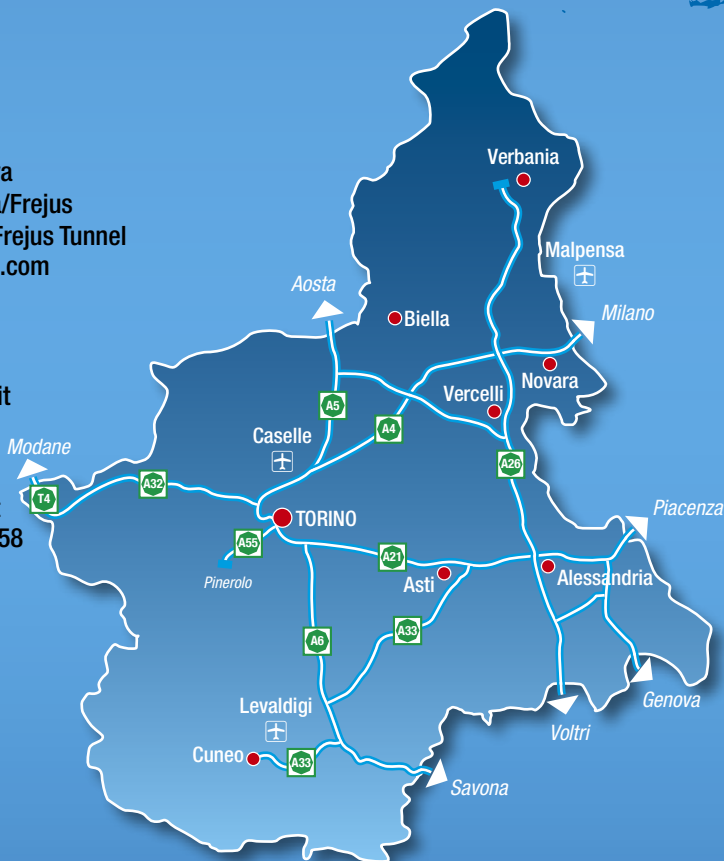 a/Frejus
Frejus Tunnel
.com
it
58
Verbania
Malpensa
Aosta
Milano
Biella
Novara
Vercelli
A5
A4
Caselle
A26
Modane
A32
T4
TORINO
Piacenza
A55
A21
Pinerolo
Asti
Alessandria
A6
A33
Levaldigi
Genova
Voltri
Cuneo
A33
Savona